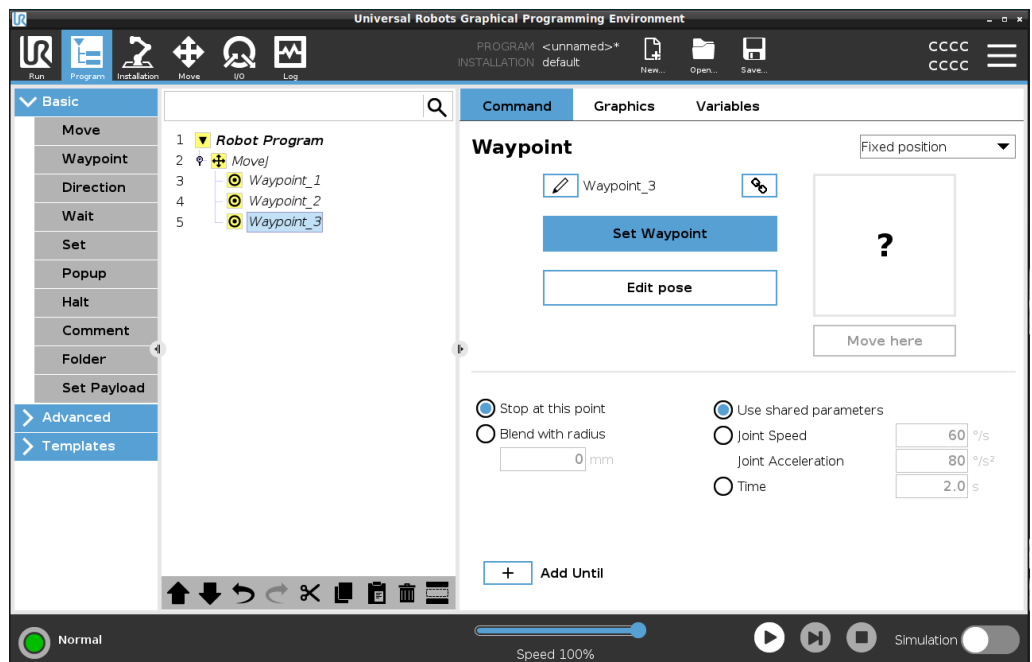 Universal Robots Graphical Programming Environment
UR
Run
Program
Installation
Move
I/O
Log
PROGRAM <unnamed>*
INSTALLATION default
New...
Open...
Save...
CCCC
CCCC
Basic
Move
Waypoint
Direction
Wait
Set
Popup
Halt
Comment
Folder
Set Payload
Advanced
Templates
1 Robot Program
2 MoveJ
3 Waypoint_1
4 Waypoint_2
5 Waypoint_3
Command Graphics Variables
Waypoint
Fixed position
Waypoint_3
Set Waypoint
Edit pose
?
Move here
Stop at this point
Blend with radius
0 mm
Use shared parameters
Joint Speed 60 °/s
Joint Acceleration 80 °/s²
Time 2.0 s
+ Add Until
Normal
Speed 100%
Simulation